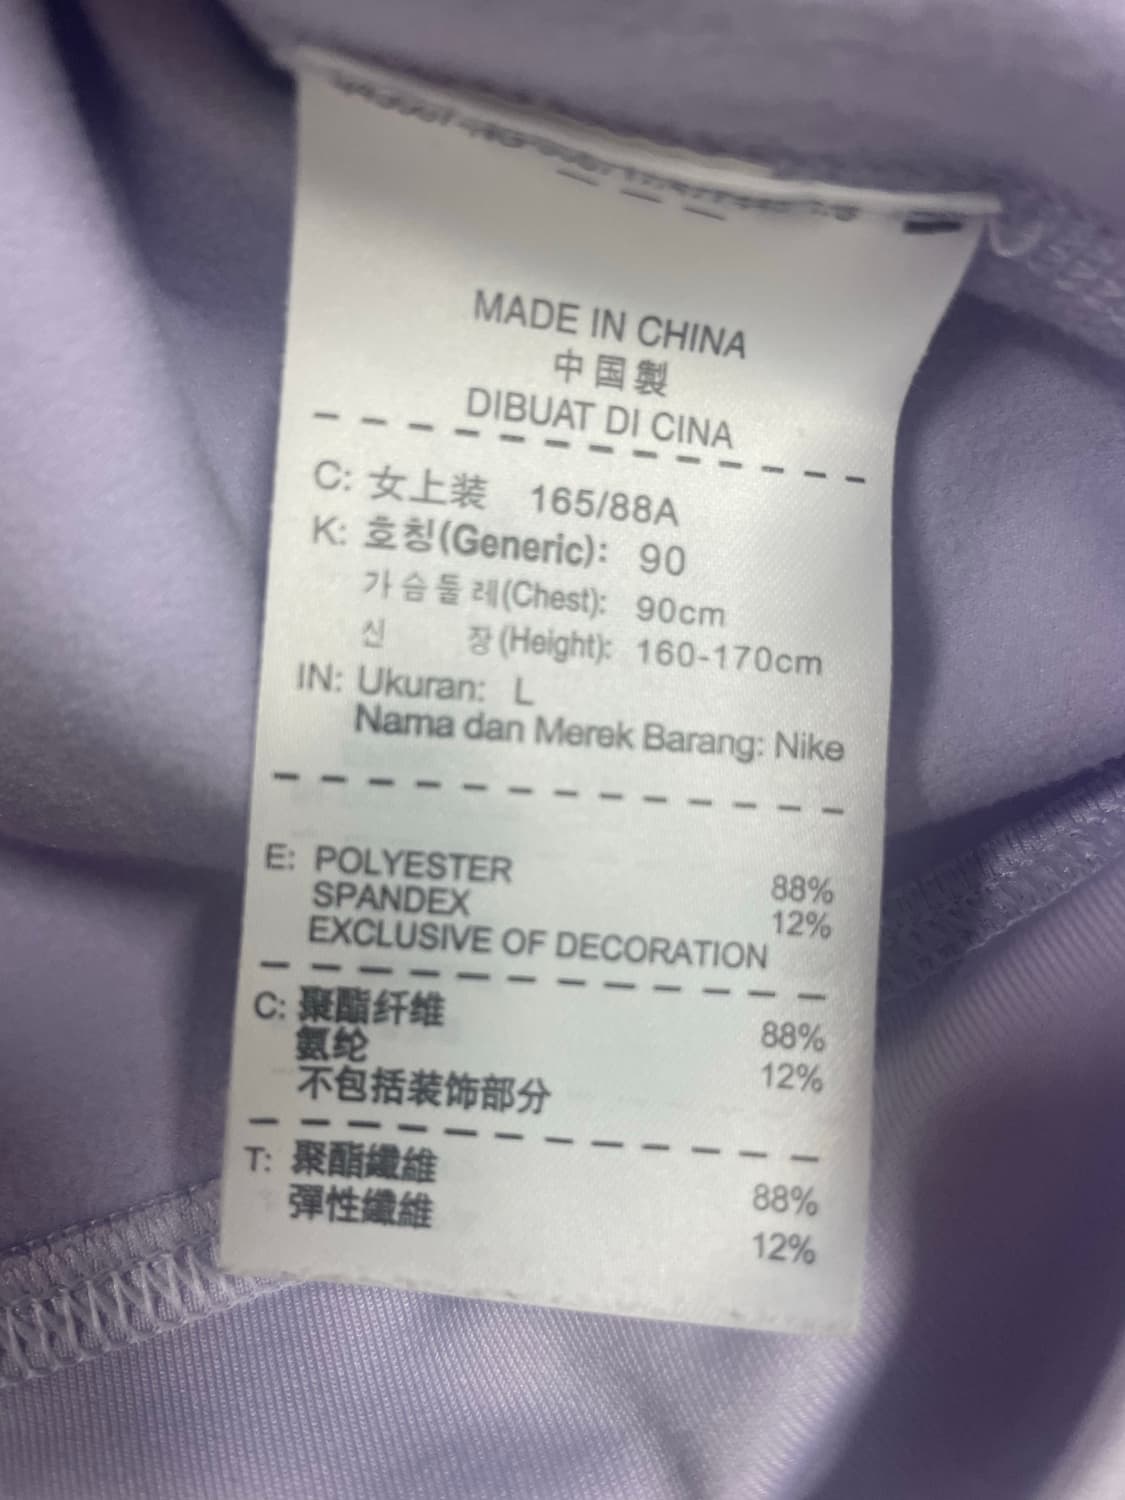 MADE IN CHINA
中国製
DIBUAT DI CINA
C: 女上装 165/88A
K: 호칭(Generic): 90
가슴둘레(Chest): 90cm
신 장(Height): 160-170cm
IN: Ukuran: L
Nama dan Merek Barang: Nike
E: POLYESTER 88%
SPANDEX 12%
EXCLUSIVE OF DECORATION
C: 聚酯纤维 88%
氨纶 12%
不包括装饰部分
T: 聚酯纖維 88%
彈性纖維 12%